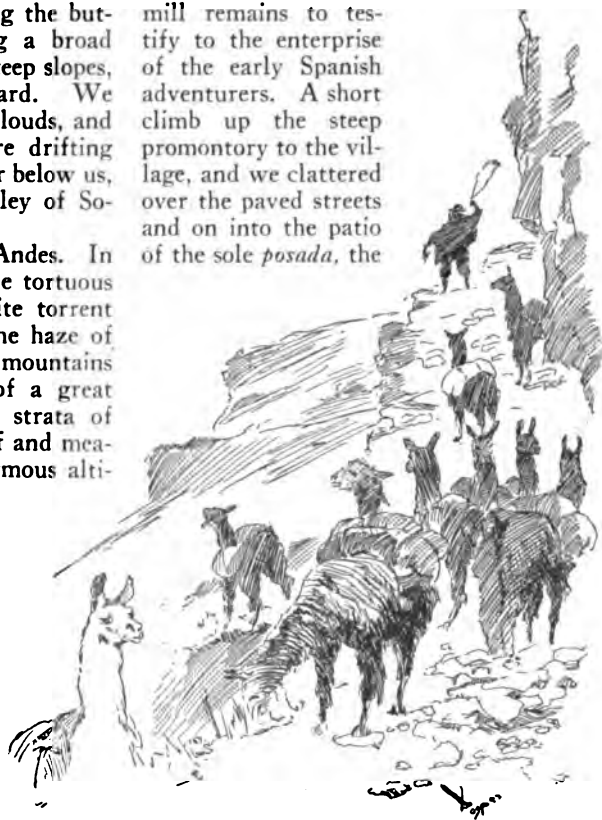 g the but-
g a broad
eep slopes,
ard. We
louds, and
re drifting
r below us,
ley of So-
Andes. In
e tortuous
ite torrent
he haze of
mountains
of a great
strata of
f and mea-
mous alti-
mill remains to tes-
tify to the enterprise
of the early Spanish
adventurers. A short
climb up the steep
promontory to the vil-
lage, and we clattered
over the paved streets
and on into the patio
of the sole posada, the